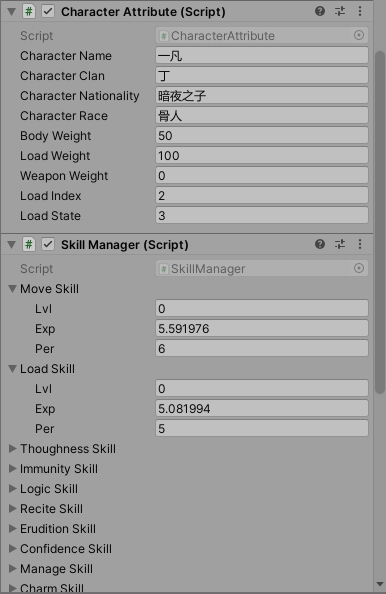 Character Attribute (Script)
Script CharacterAttribute
Character Name 一凡
Character Clan 丁
Character Nationality 暗夜之子
Character Race 骨人
Body Weight 50
Load Weight 100
Weapon Weight 0
Load Index 2
Load State 3
Skill Manager (Script)
Script SkillManager
Move Skill
Lvl 0
Exp 5.591976
Per 6
Load Skill
Lvl 0
Exp 5.081994
Per 5
Thoughness Skill
Immunity Skill
Logic Skill
Recite Skill
Erudition Skill
Confidence Skill
Manage Skill
Charm Skill